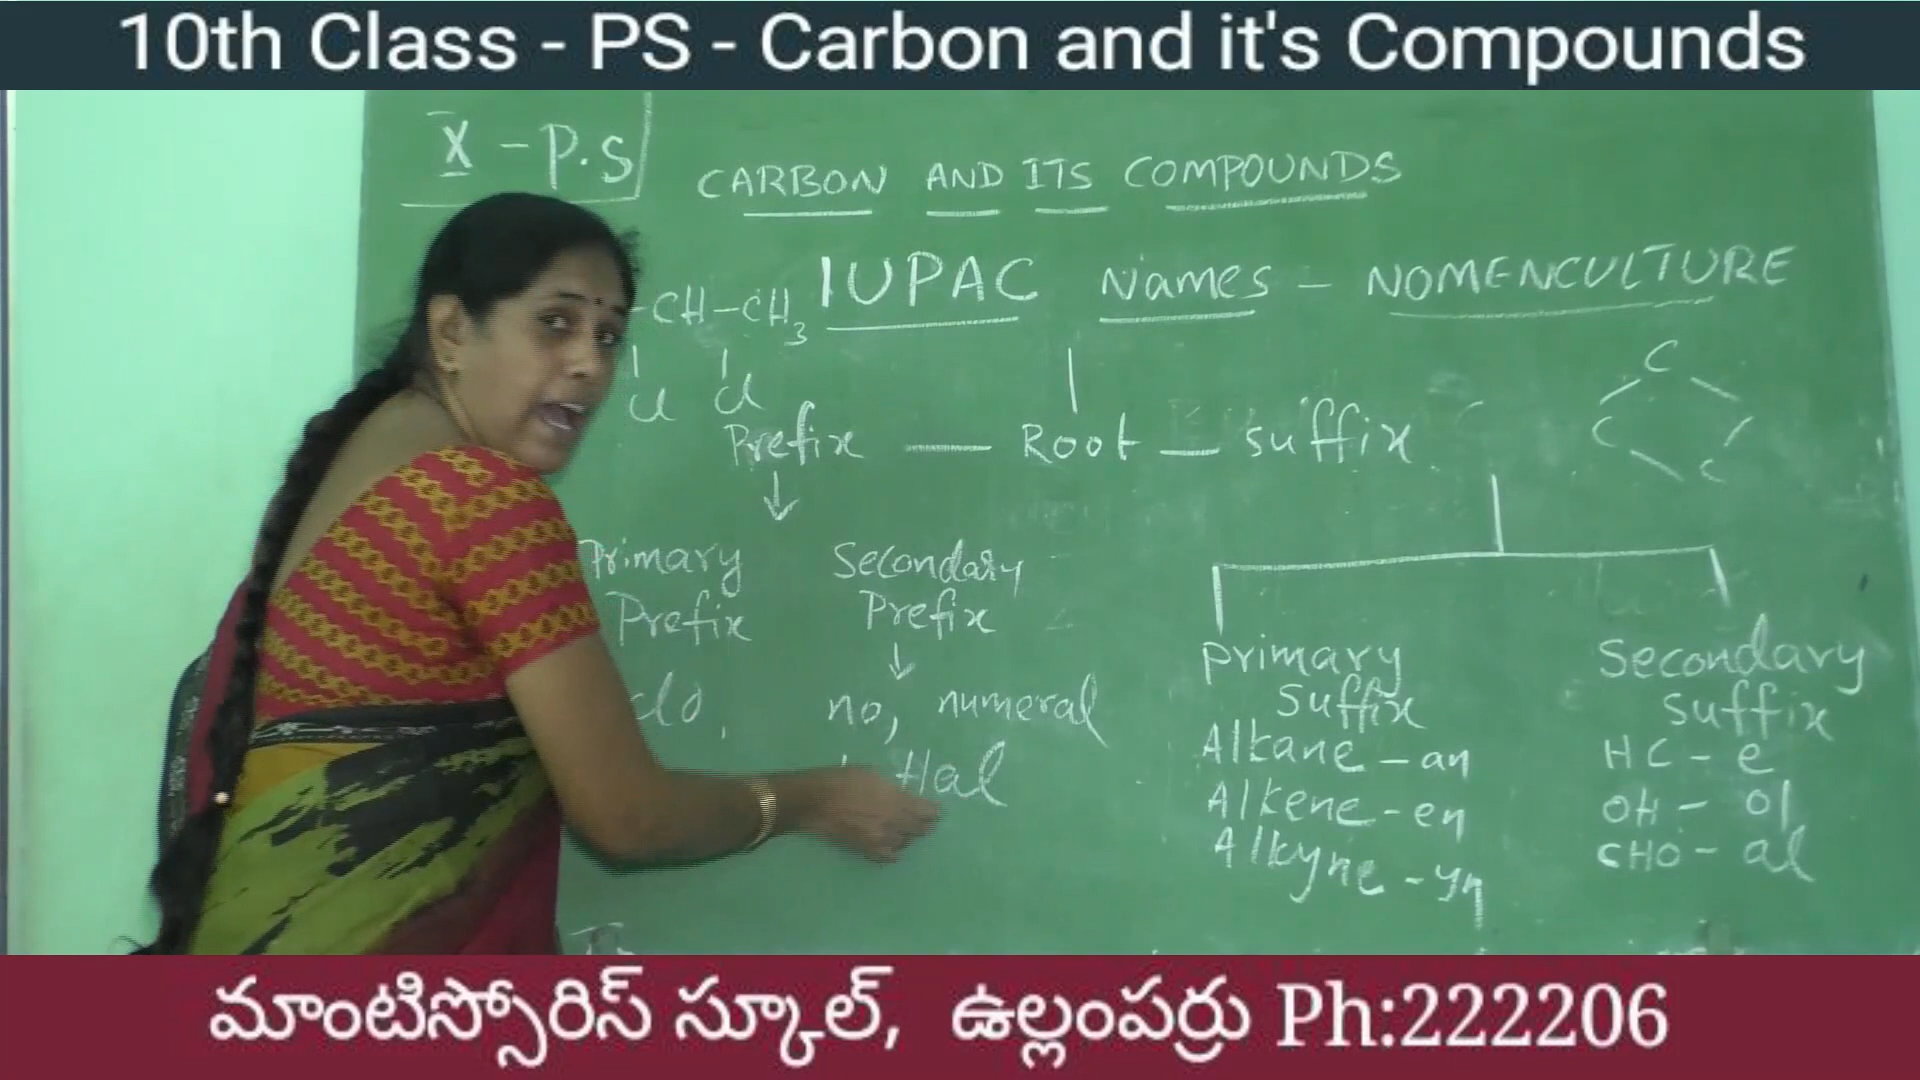 10th Class - PS - Carbon and it's Compounds
X - P.S
CARBON AND ITS COMPOUNDS
IUPAC Names - NOMENCULTURE
-CH-CH3
Cl Cl
Prefix — Root — suffix
C
C
C
Primary Prefix
Secondary Prefix
no, numeral
Hal
primary suffix
Alkane - an
Alkene - en
Alkyne - yn
Secondary suffix
HC - e
OH - ol
CHO - al
మాంటిస్సోరిస్ స్కూల్, ఉల్లంపర్రు Ph:222206